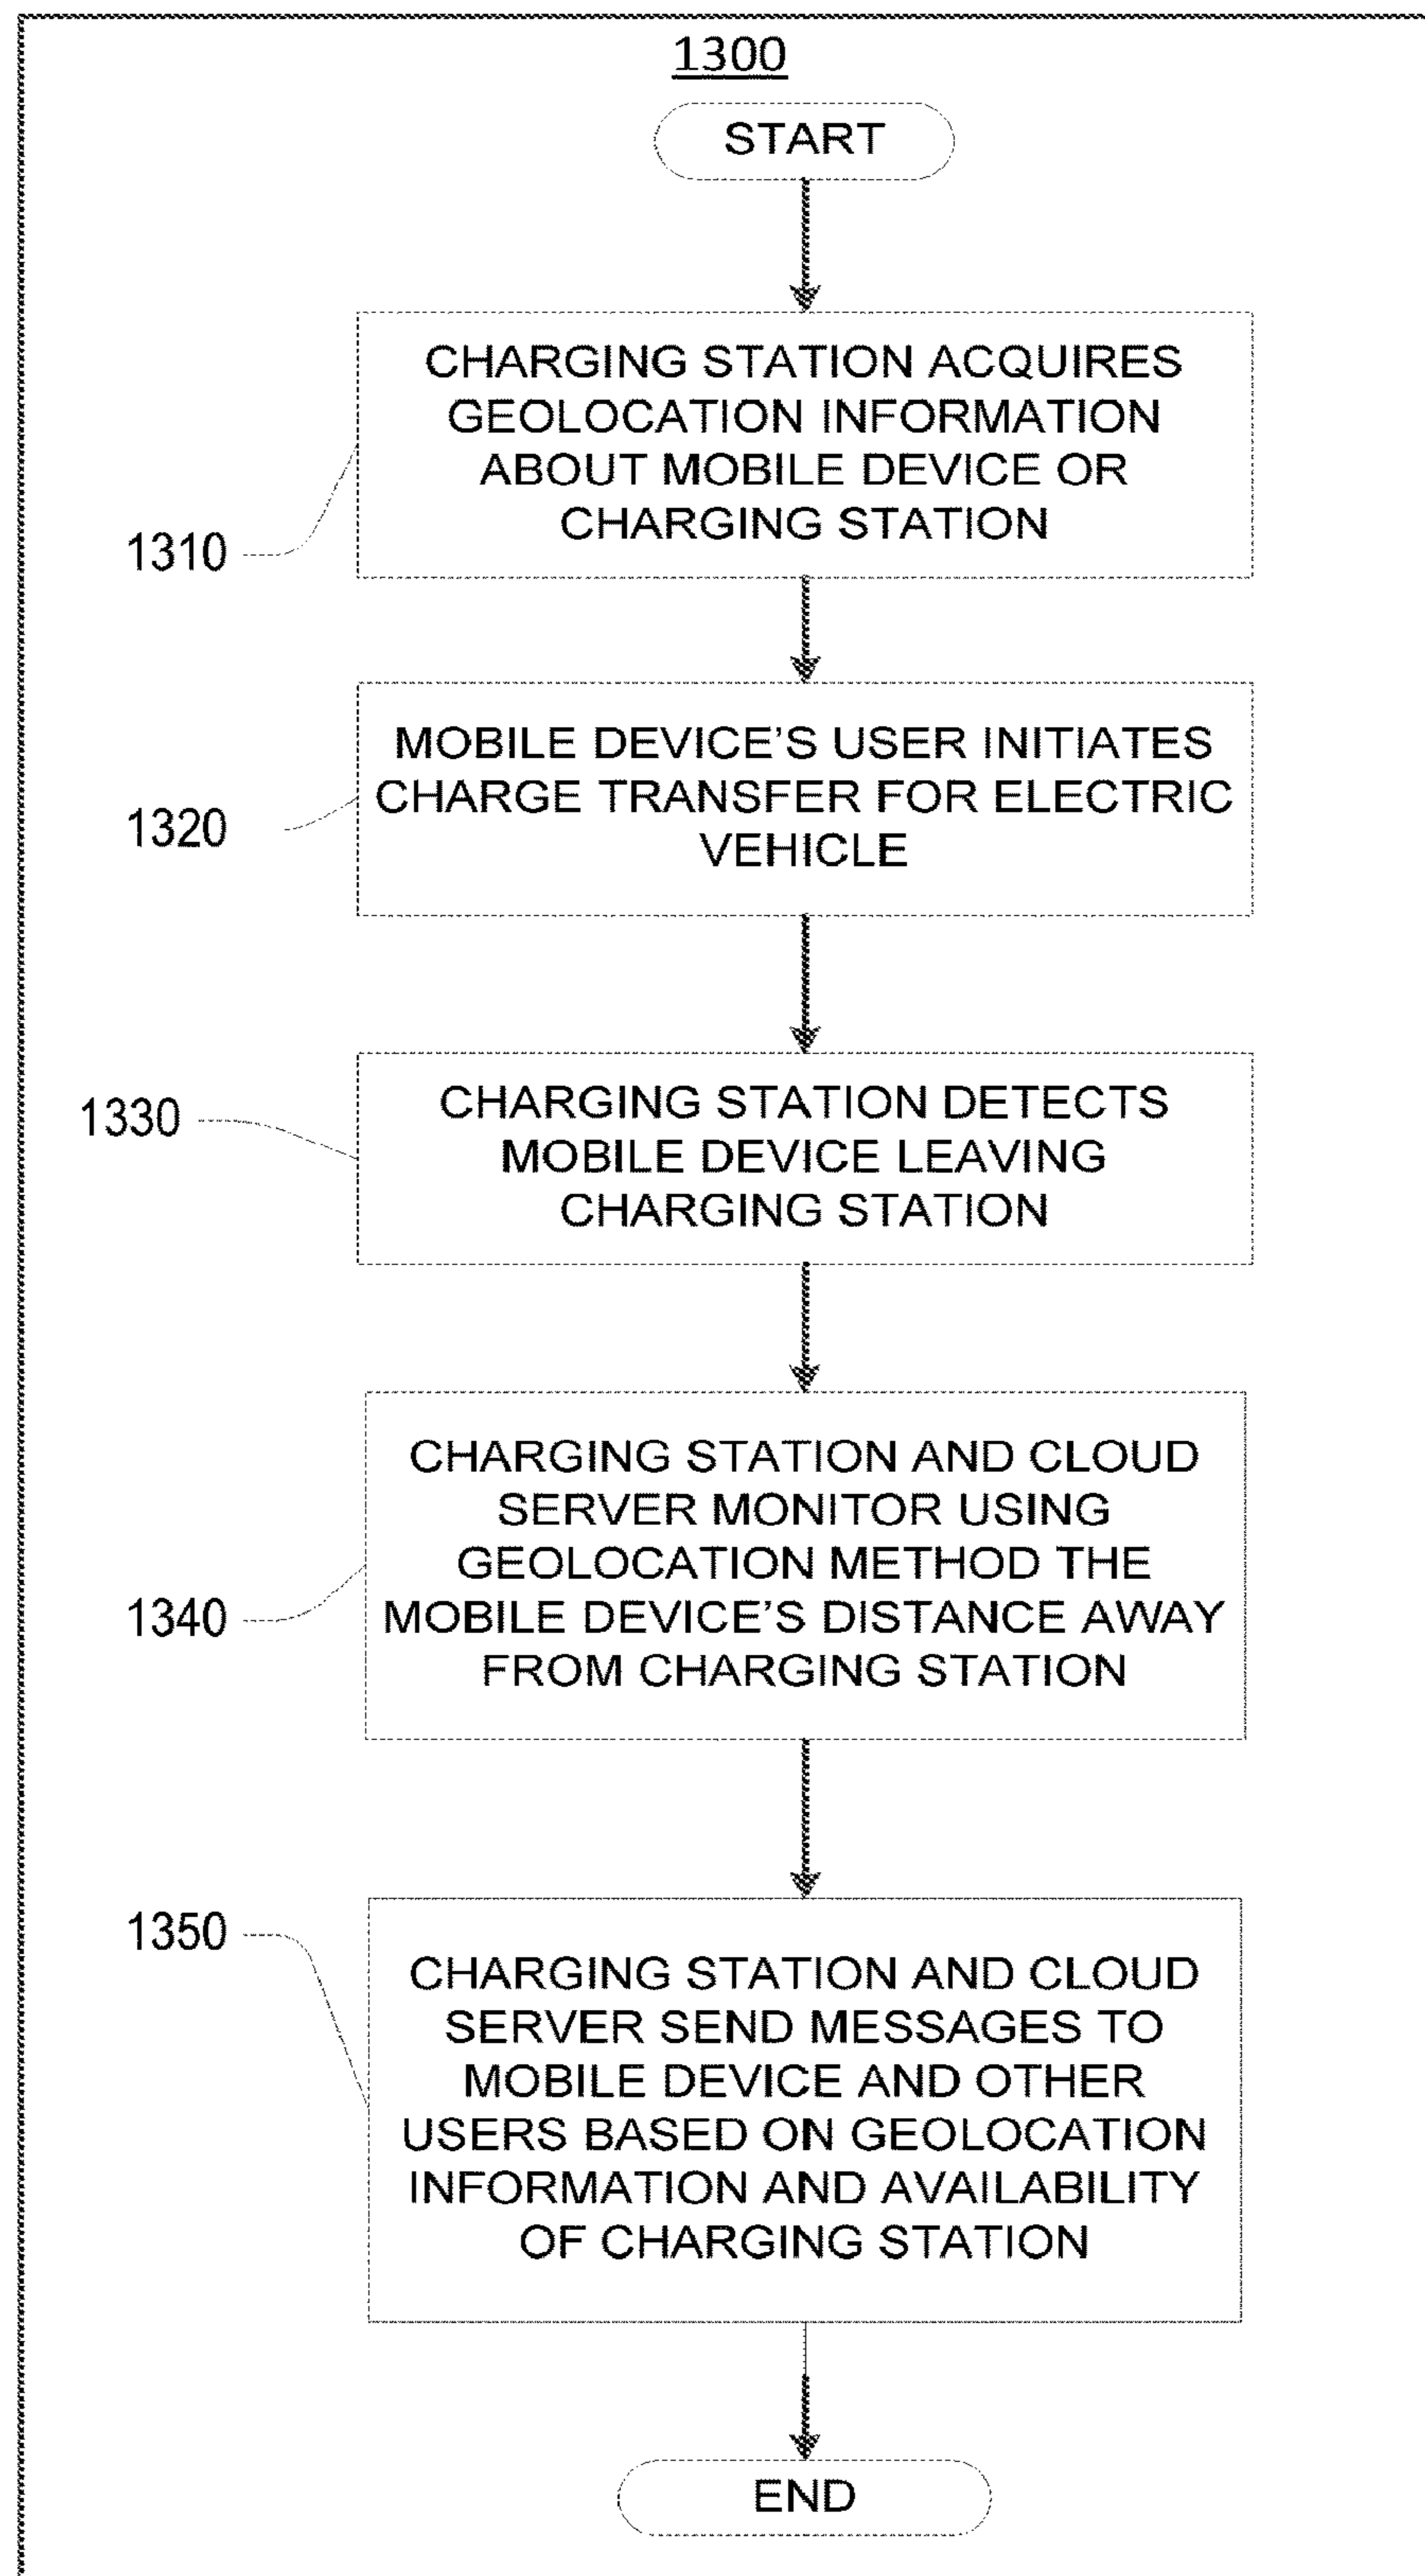 1300
START
CHARGING STATION ACQUIRES
GEOLOCATION INFORMATION
ABOUT MOBILE DEVICE OR
CHARGING STATION
1310
MOBILE DEVICE'S USER INITIATES
CHARGE TRANSFER FOR ELECTRIC
VEHICLE
1320
CHARGING STATION DETECTS
MOBILE DEVICE LEAVING
CHARGING STATION
1330
CHARGING STATION AND CLOUD
SERVER MONITOR USING
GEOLOCATION METHOD THE
MOBILE DEVICE'S DISTANCE AWAY
FROM CHARGING STATION
1340
CHARGING STATION AND CLOUD
SERVER SEND MESSAGES TO
MOBILE DEVICE AND OTHER
USERS BASED ON GEOLOCATION
INFORMATION AND AVAILABILITY
OF CHARGING STATION
1350
END